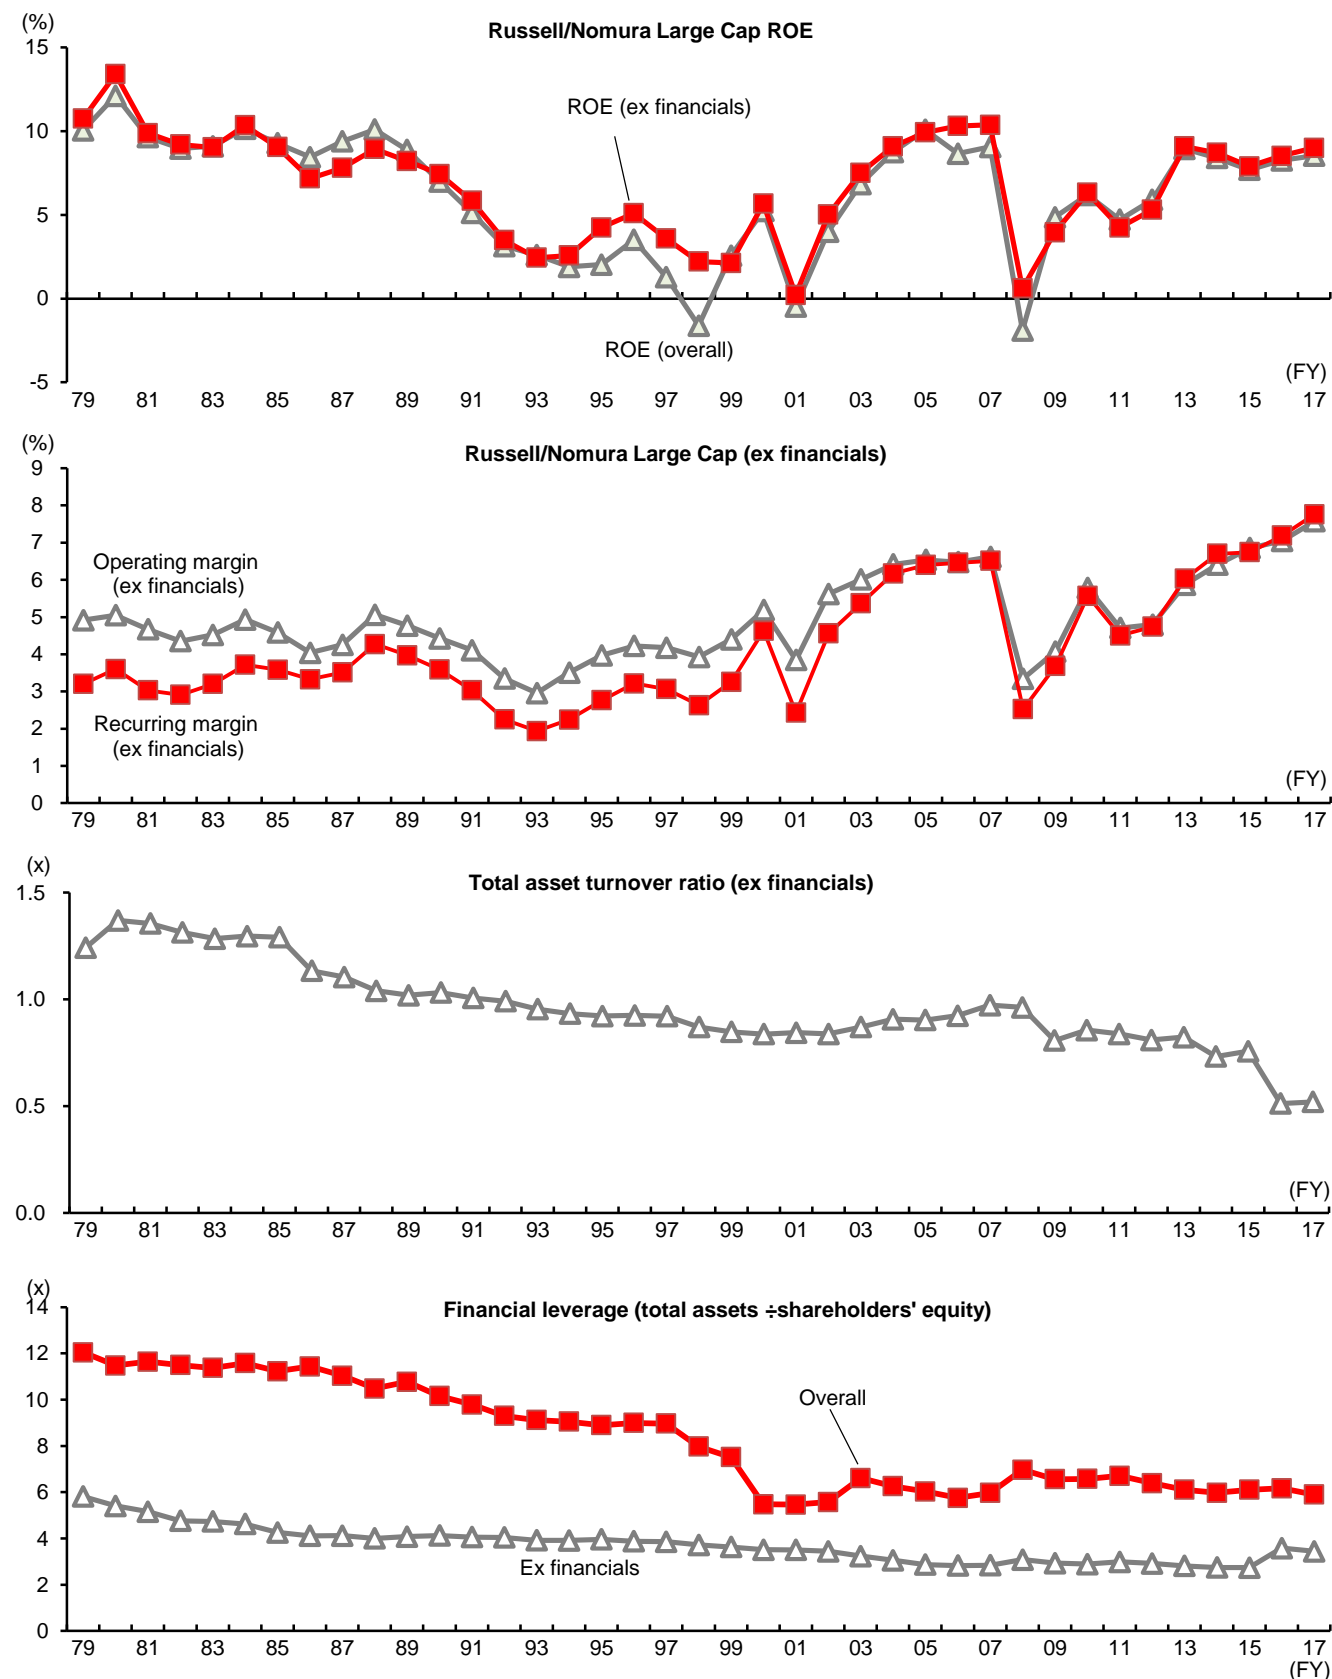 (%)
Russell/Nomura Large Cap ROE
15
ROE (ex financials)
10
5
0
ROE (overall)
(FY)
-5
79 81 83 85 87 89 91 93 95 97 99 01 03 05 07 09 11 13 15 17
(%)
Russell/Nomura Large Cap (ex financials)
9
8
7
Operating margin
(ex financials)
6
5
4
3
Recurring margin
(ex financials)
2
1
(FY)
0
79 81 83 85 87 89 91 93 95 97 99 01 03 05 07 09 11 13 15 17
(x)
Total asset turnover ratio (ex financials)
1.5
1.0
0.5
(FY)
0.0
79 81 83 85 87 89 91 93 95 97 99 01 03 05 07 09 11 13 15 17
(x)
14
Financial leverage (total assets ÷shareholders' equity)
12
Overall
10
8
6
4
Ex financials
2
0
79 81 83 85 87 89 91 93 95 97 99 01 03 05 07 09 11 13 15 17
(FY)